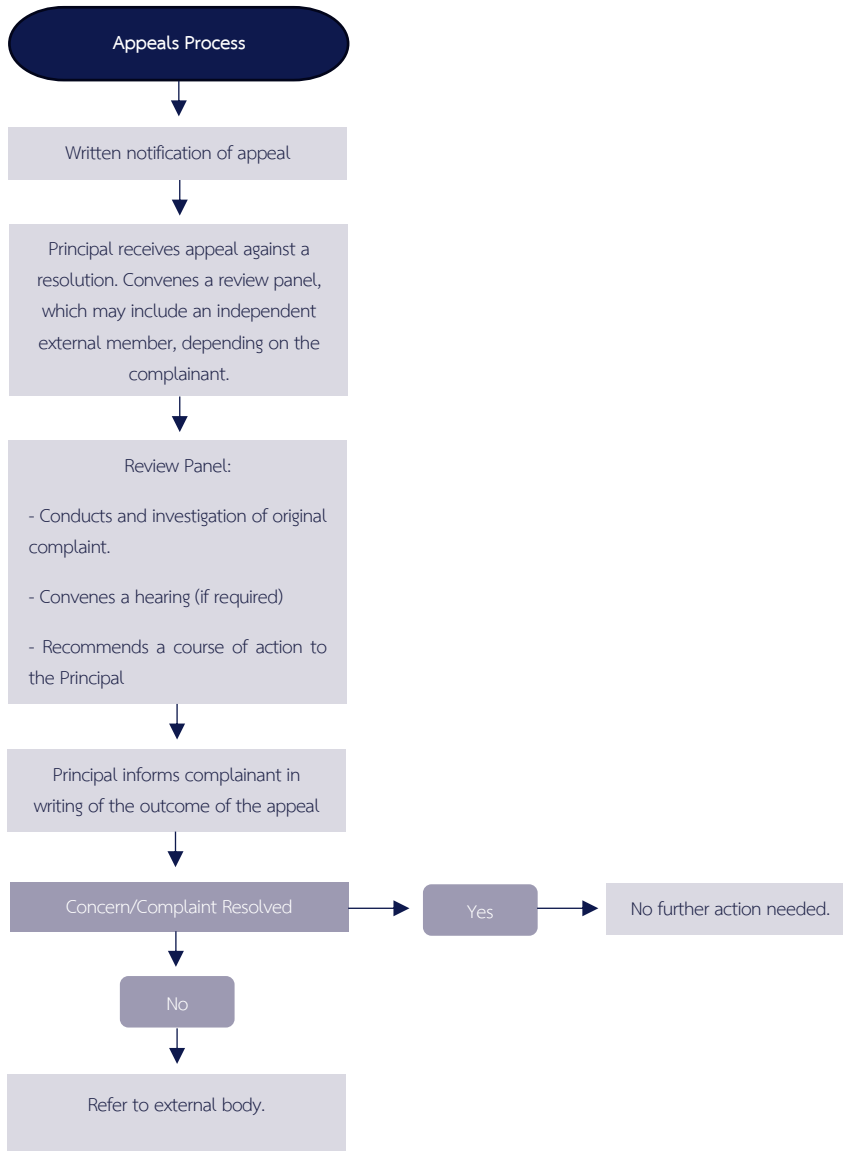 Appeals Process
Written notification of appeal
Principal receives appeal against a
resolution. Convenes a review panel,
which may include an independent
external member, depending on the
complainant.
Review Panel:
- Conducts and investigation of original
complaint.
- Convenes a hearing (if required)
- Recommends a course of action to
the Principal
Principal informs complainant in
writing of the outcome of the appeal
Concern/Complaint Resolved
Yes
No further action needed.
No
Refer to external body.